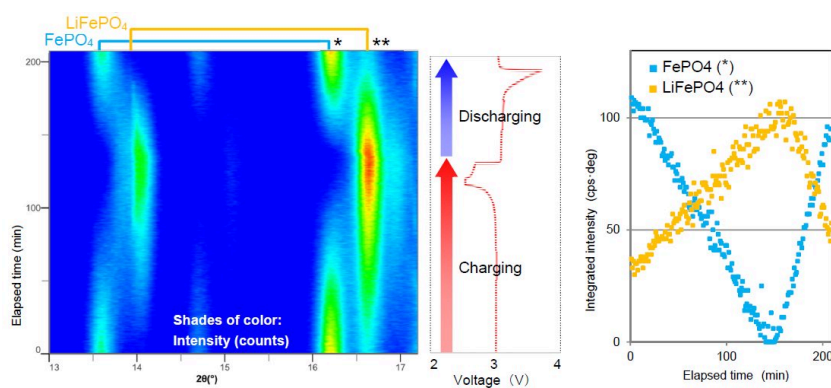 LiFePO₄
FePO₄
* **
Elapsed time (min)
200
100
0
Shades of color:
Intensity (counts)
13 14 15 16 17
2θ(°)
Discharging
Charging
2 3 4
Voltage (V)
Integrated intensity (cps·deg)
FePO4 (*)
LiFePO4 (**)
100
50
0
0 100 200
Elapsed time (min)